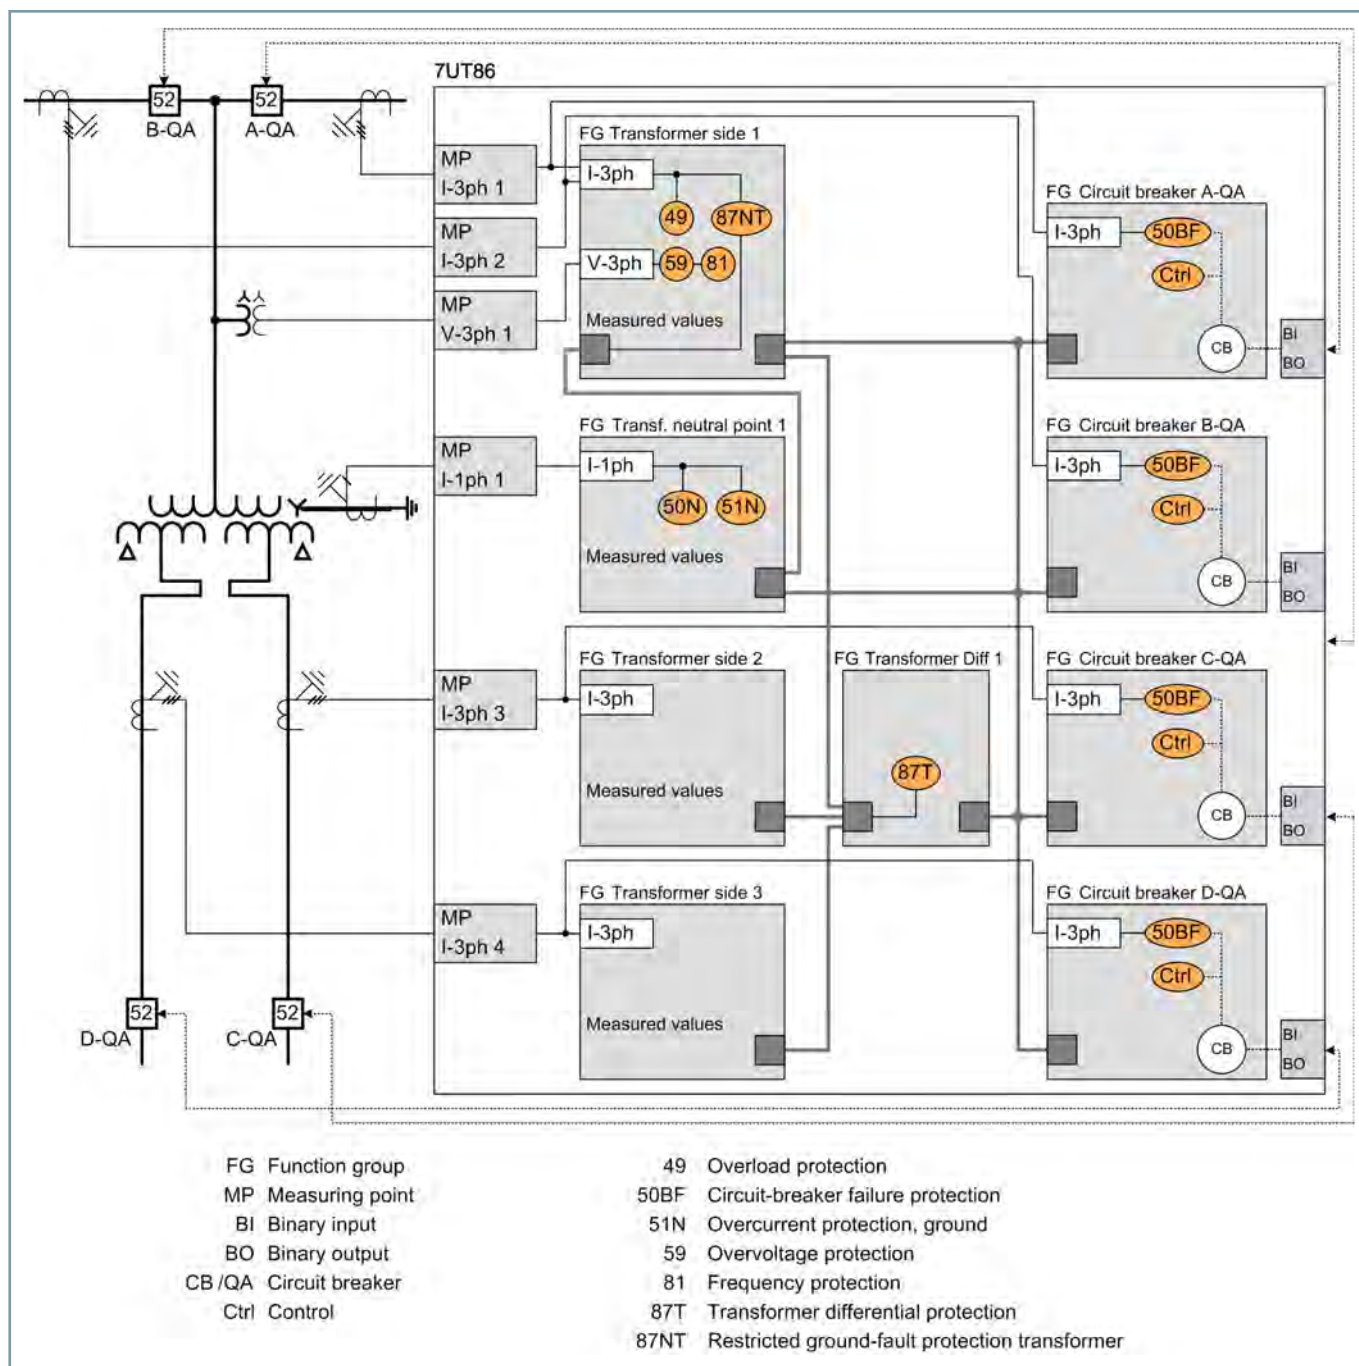 7UT86
52
52
B-QA
A-QA
MP
I-3ph 1
MP
I-3ph 2
MP
V-3ph 1
FG Transformer side 1
I-3ph
49
87NT
V-3ph
59
81
Measured values
FG Circuit breaker A-QA
I-3ph
50BF
Ctrl
CB
BI
BO
MP
I-1ph 1
FG Transf. neutral point 1
I-1ph
50N
51N
Measured values
FG Circuit breaker B-QA
I-3ph
50BF
Ctrl
CB
BI
BO
MP
I-3ph 3
FG Transformer side 2
I-3ph
Measured values
FG Transformer Diff 1
87T
FG Circuit breaker C-QA
I-3ph
50BF
Ctrl
CB
BI
BO
MP
I-3ph 4
FG Transformer side 3
I-3ph
Measured values
FG Circuit breaker D-QA
I-3ph
50BF
Ctrl
CB
BI
BO
52
52
D-QA
C-QA
FG Function group
MP Measuring point
BI Binary input
BO Binary output
CB /QA Circuit breaker
Ctrl Control
49 Overload protection
50BF Circuit-breaker failure protection
51N Overcurrent protection, ground
59 Overvoltage protection
81 Frequency protection
87T Transformer differential protection
87NT Restricted ground-fault protection transformer